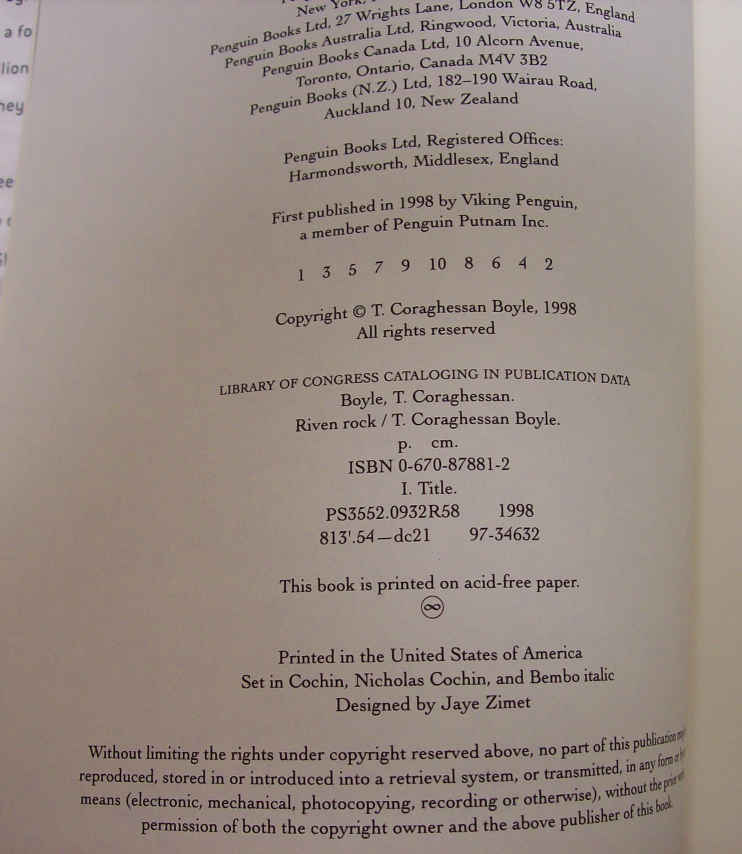 a fo
lion
hey
ee
New York,
Penguin Books Ltd, 27 Wrights Lane, London W8 5TZ, England
Penguin Books Australia Ltd, Ringwood, Victoria, Australia
Penguin Books Canada Ltd, 10 Alcorn Avenue,
Toronto, Ontario, Canada M4V 3B2
Penguin Books (N.Z.) Ltd, 182–190 Wairau Road,
Auckland 10, New Zealand
Penguin Books Ltd, Registered Offices:
Harmondsworth, Middlesex, England
First published in 1998 by Viking Penguin,
a member of Penguin Putnam Inc.
1 3 5 7 9 10 8 6 4 2
Copyright © T. Coraghessan Boyle, 1998
All rights reserved
LIBRARY OF CONGRESS CATALOGING IN PUBLICATION DATA
Boyle, T. Coraghessan.
Riven rock / T. Coraghessan Boyle.
p. cm.
ISBN 0-670-87881-2
I. Title.
PS3552.0932R58 1998
813'.54—dc21 97-34632
This book is printed on acid-free paper.
∞
Printed in the United States of America
Set in Cochin, Nicholas Cochin, and Bembo italic
Designed by Jaye Zimet
Without limiting the rights under copyright reserved above, no part of this publication
reproduced, stored in or introduced into a retrieval system, or transmitted, in any form or
means (electronic, mechanical, photocopying, recording or otherwise), without the prior
permission of both the copyright owner and the above publisher of this book.